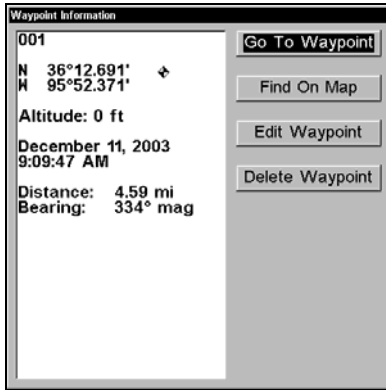 Waypoint Information
001
N 36°12.691'
W 95°52.371'
Altitude: 0 ft
December 11, 2003
9:09:47 AM
Distance: 4.59 mi
Bearing: 334° mag
Go To Waypoint
Find On Map
Edit Waypoint
Delete Waypoint